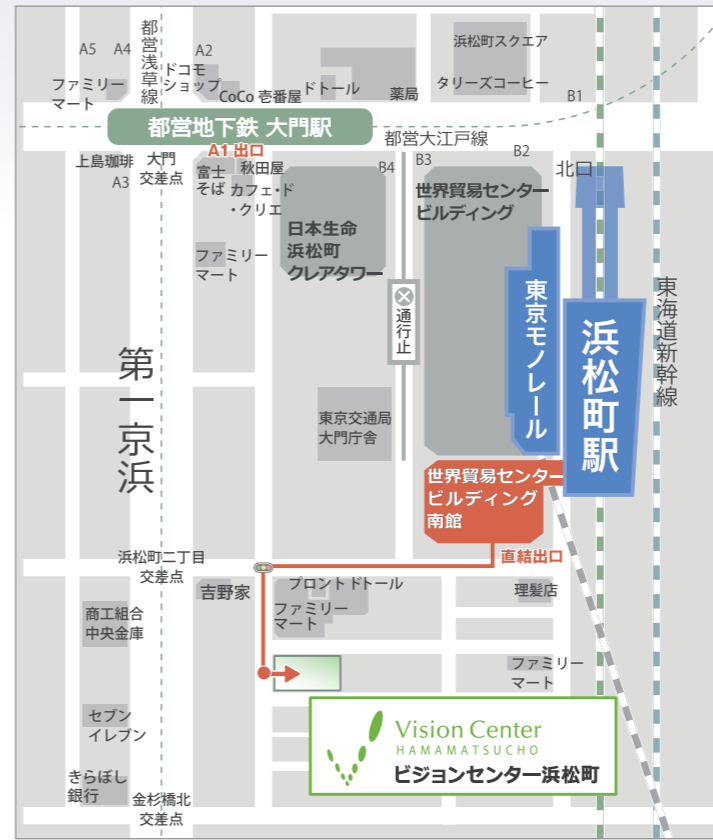 A5
A4
都営浅草線
A2
浜松町スクエア
ファミリー
マート
ドコモ
ショップ
CoCo 壱番屋
ドトール
薬局
タリーズコーヒー
B1
都営地下鉄 大門駅
都営大江戸線
A1 出口
上島珈琲
大門
交差点
A3
富士
そば
秋田屋
カフェ・ド
・クリエ
B4
B3
B2
北口
世界貿易センター
ビルディング
日本生命
浜松町
クレアタワー
ファミリー
マート
通行止
東京モノレール
浜松町駅
東海道新幹線
第一京浜
東京交通局
大門庁舎
世界貿易センター
ビルディング
南館
直結出口
浜松町二丁目
交差点
吉野家
プロント
ドトール
ファミリー
マート
理髪店
商工組合
中央金庫
ファミリー
マート
セブン
イレブン
Vision Center
HAMAMATSUCHO
ビジョンセンター浜松町
きらぼし
銀行
金杉橋北
交差点